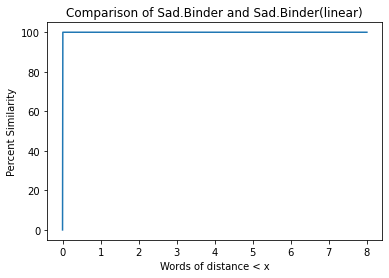 Comparison of Sad.Binder and Sad.Binder(linear)
Percent Similarity
100
80
60
40
20
0
0 1 2 3 4 5 6 7 8
Words of distance < x